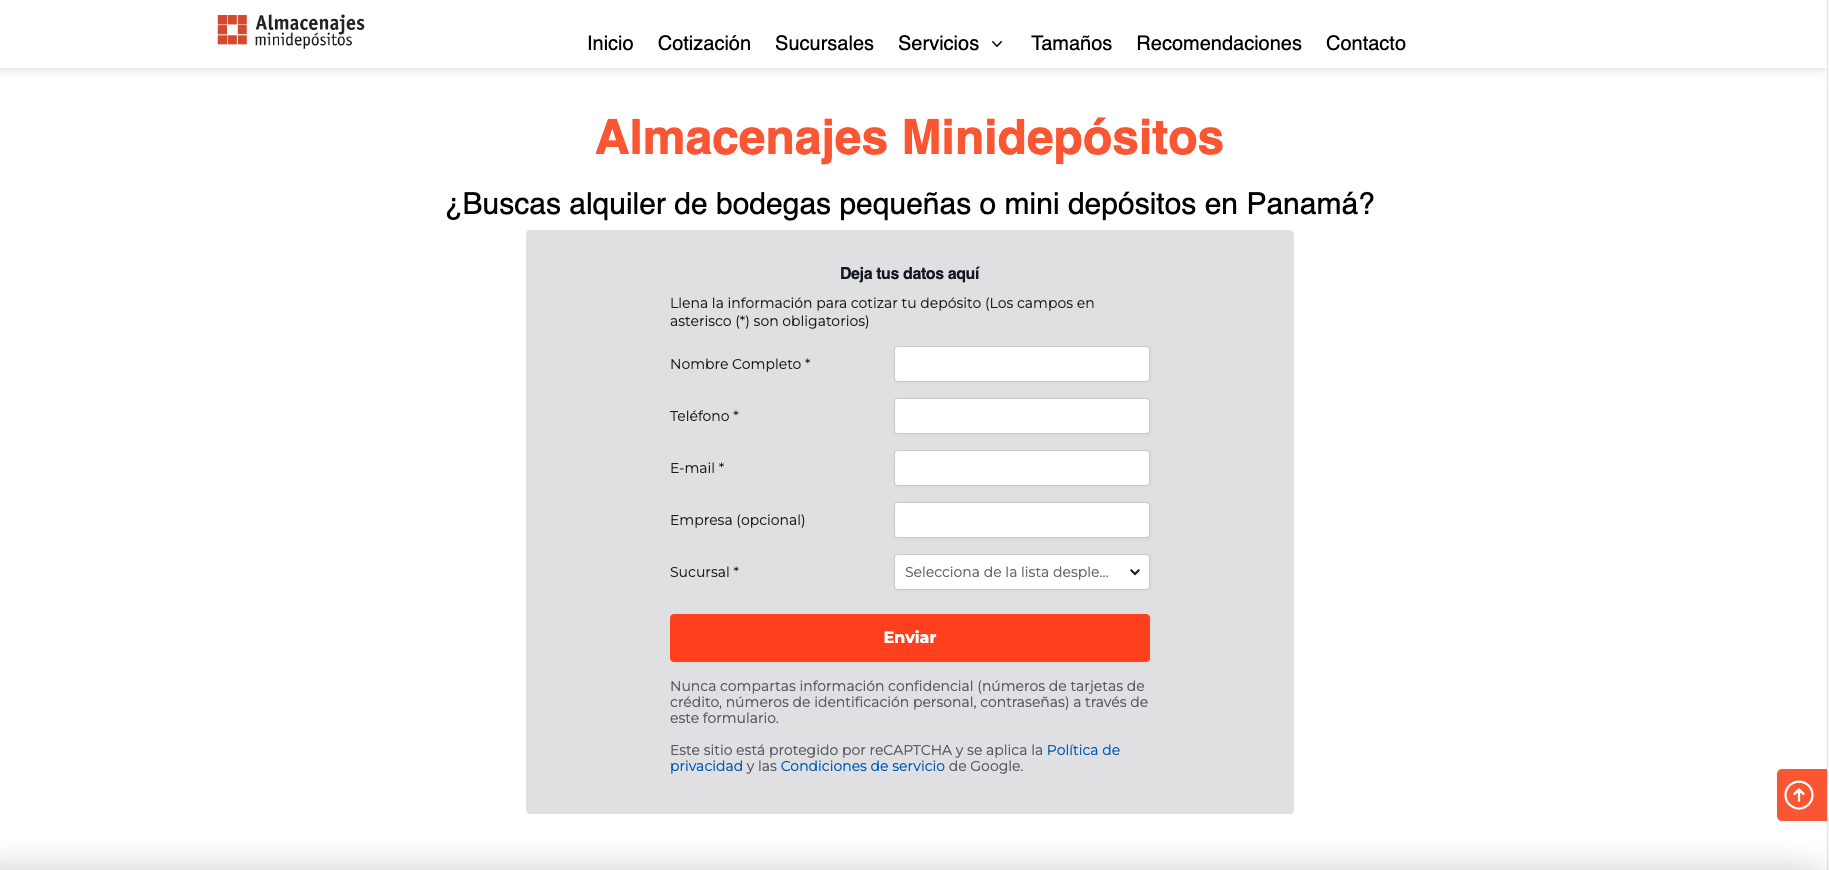 Almacenajes
minidepósitos
Inicio Cotización Sucursales Servicios Tamaños Recomendaciones Contacto
Almacenajes Minidepósitos
¿Buscas alquiler de bodegas pequeñas o mini depósitos en Panamá?
Deja tus datos aquí
Llena la información para cotizar tu depósito (Los campos en
asterisco (*) son obligatorios)
Nombre Completo *
Teléfono *
E-mail *
Empresa (opcional)
Sucursal * Selecciona de la lista desple...
Enviar
Nunca compartas información confidencial (números de tarjetas de
crédito, números de identificación personal, contraseñas) a través de
este formulario.
Este sitio está protegido por reCAPTCHA y se aplica la Política de
privacidad y las Condiciones de servicio de Google.